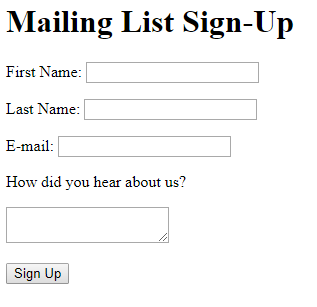 Mailing List Sign-Up
First Name:
Last Name:
E-mail:
How did you hear about us?
Sign Up